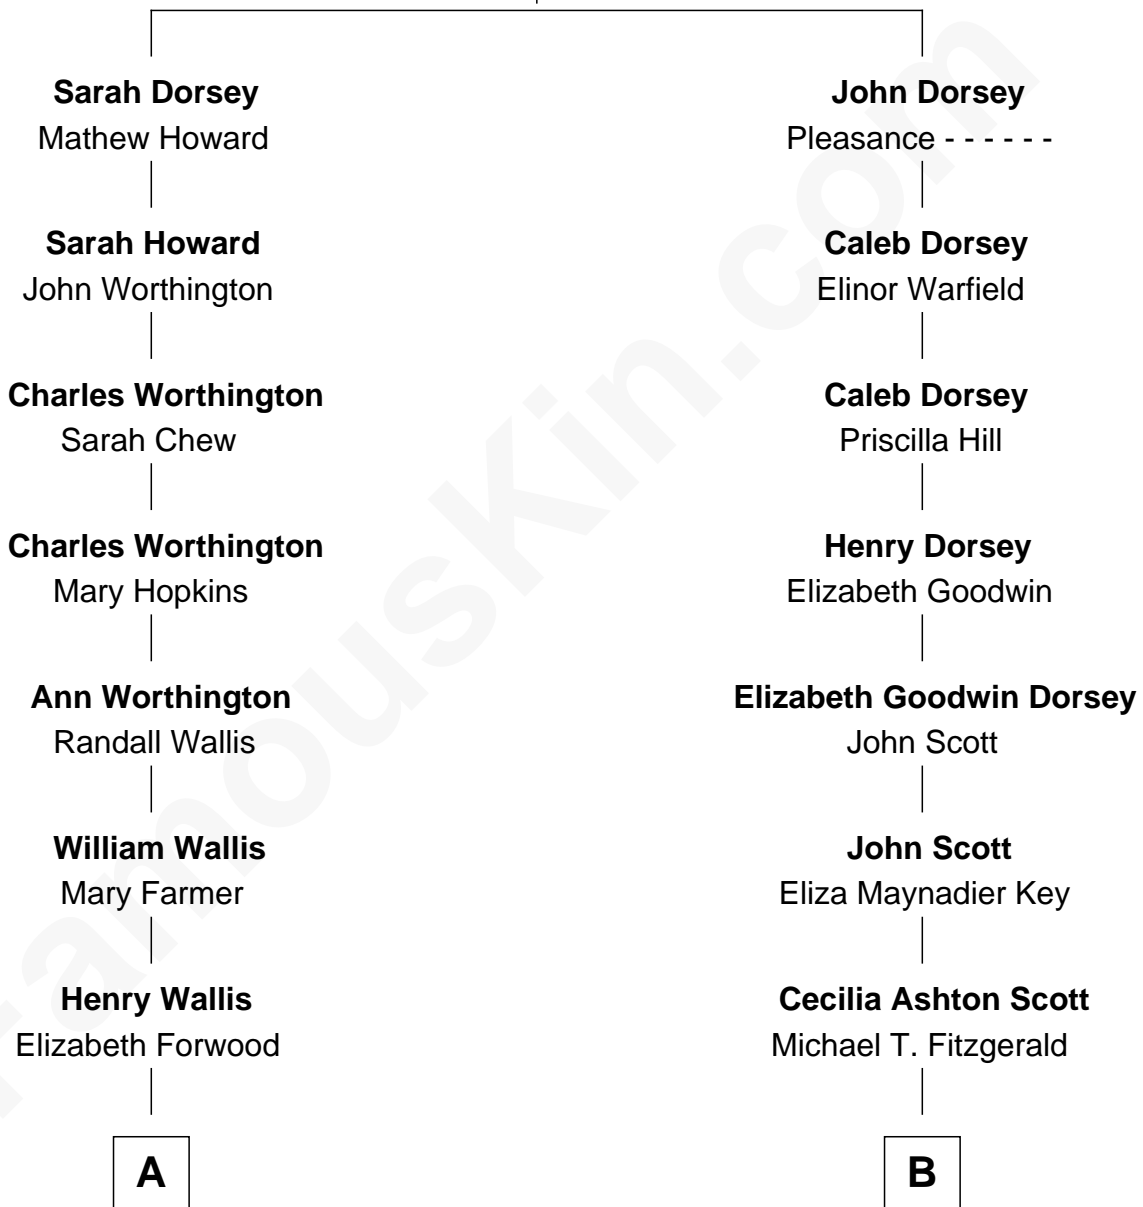 Sarah Dorsey
Mathew Howard
Sarah Howard
John Worthington
Charles Worthington
Sarah Chew
Charles Worthington
Mary Hopkins
Ann Worthington
Randall Wallis
William Wallis
Mary Farmer
Henry Wallis
Elizabeth Forwood
A
John Dorsey
Pleasance - - - - - -
Caleb Dorsey
Elinor Warfield
Caleb Dorsey
Priscilla Hill
Henry Dorsey
Elizabeth Goodwin
Elizabeth Goodwin Dorsey
John Scott
John Scott
Eliza Maynadier Key
Cecilia Ashton Scott
Michael T. Fitzgerald
B
FamousKin.com